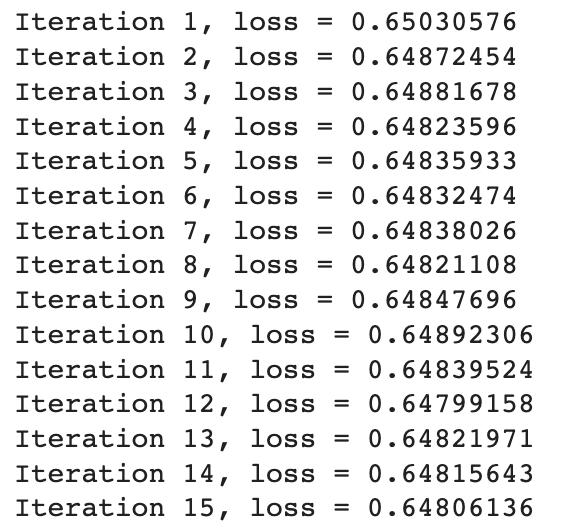 Iteration 1, loss = 0.65030576
Iteration 2, loss = 0.64872454
Iteration 3, loss = 0.64881678
Iteration 4, loss = 0.64823596
Iteration 5, loss = 0.64835933
Iteration 6, loss = 0.64832474
Iteration 7, loss = 0.64838026
Iteration 8, loss = 0.64821108
Iteration 9, loss = 0.64847696
Iteration 10, loss = 0.64892306
Iteration 11, loss = 0.64839524
Iteration 12, loss = 0.64799158
Iteration 13, loss = 0.64821971
Iteration 14, loss = 0.64815643
Iteration 15, loss = 0.64806136